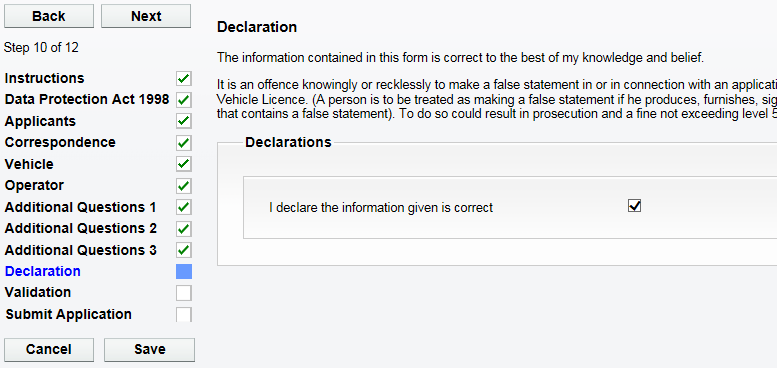 Back Next
Step 10 of 12
Instructions
Data Protection Act 1998
Applicants
Correspondence
Vehicle
Operator
Additional Questions 1
Additional Questions 2
Additional Questions 3
Declaration
Validation
Submit Application
Cancel Save
Declaration
The information contained in this form is correct to the best of my knowledge and belief.
It is an offence knowingly or recklessly to make a false statement in or in connection with an
Vehicle Licence. (A person is to be treated as making a false statement if he produces, furnishes,
that contains a false statement). To do so could result in prosecution and a fine not exceeding level 5
Declarations
I declare the information given is correct